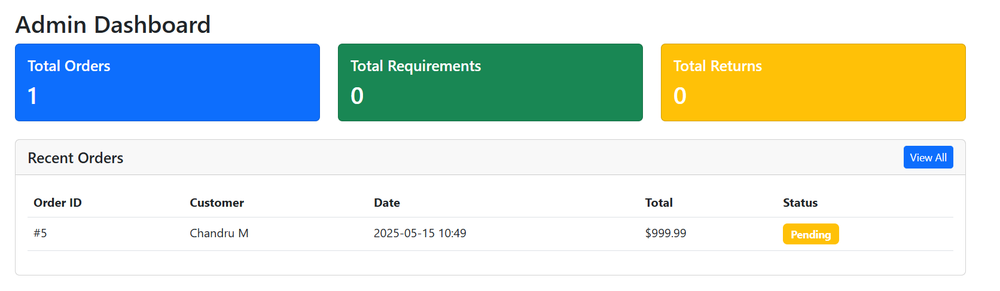 Admin Dashboard
Total Orders
1
Total Requirements
0
Total Returns
0
Recent Orders
View All
Order ID Customer Date Total Status
#5 Chandru M 2025-05-15 10:49 $999.99 Pending